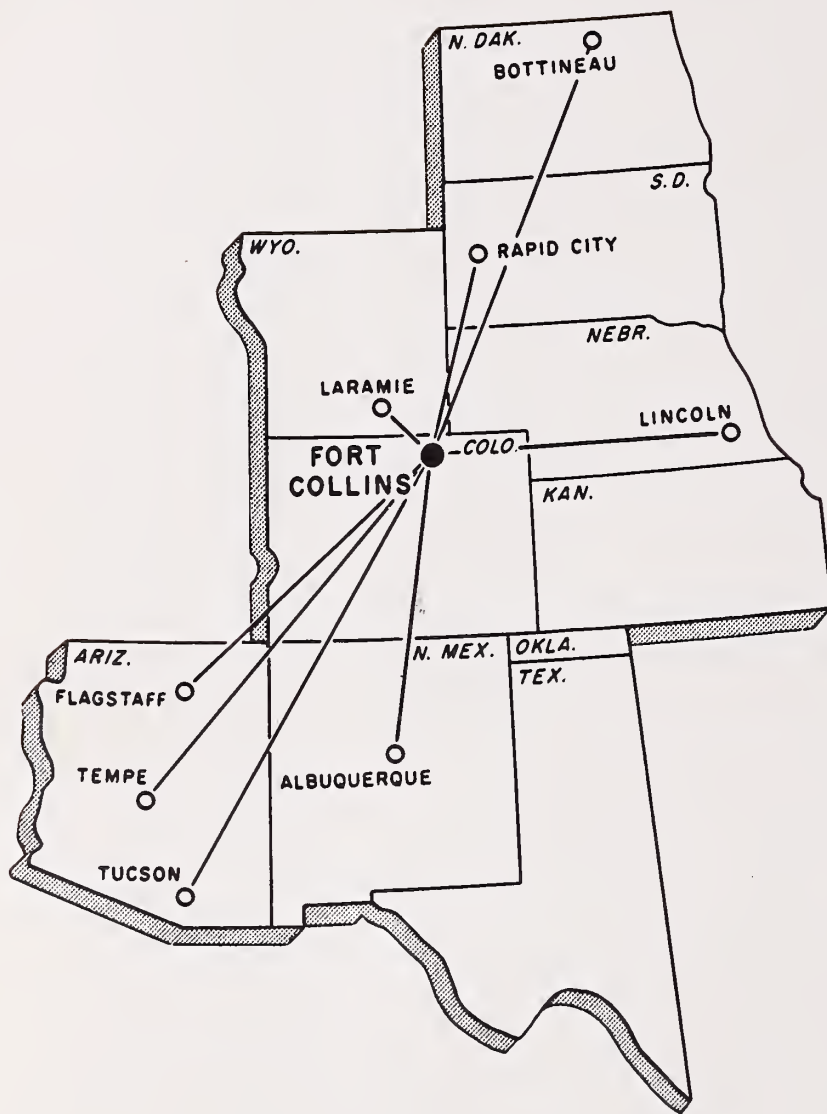 N. DAK.
BOTTINEAU
S.D.
WYO.
RAPID CITY
NEBR.
LARAMIE
LINCOLN
FORT
COLLINS
COLO.
KAN.
ARIZ.
N. MEX.
OKLA.
TEX.
FLAGSTAFF
TEMPE
ALBUQUERQUE
TUCSON